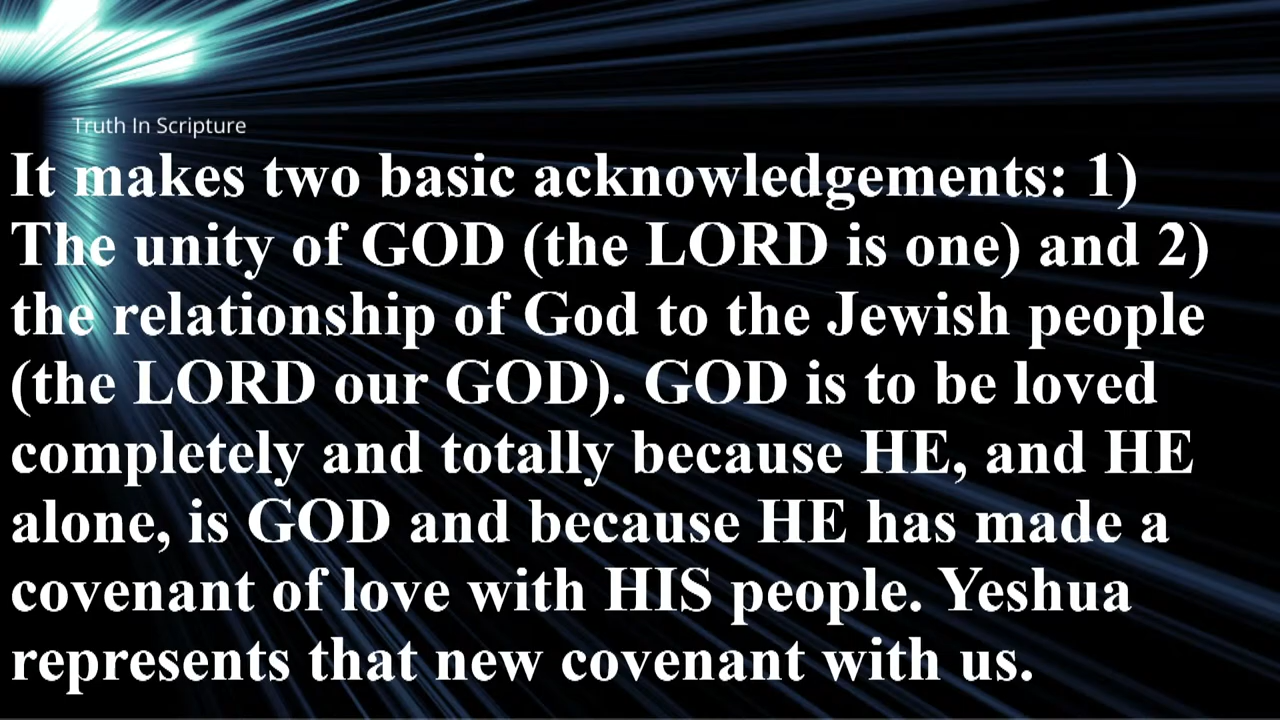 Truth In Scripture
It makes two basic acknowledgements: 1)
The unity of GOD (the LORD is one) and 2)
the relationship of God to the Jewish people
(the LORD our GOD). GOD is to be loved
completely and totally because HE, and HE
alone, is GOD and because HE has made a
covenant of love with HIS people. Yeshua
represents that new covenant with us.